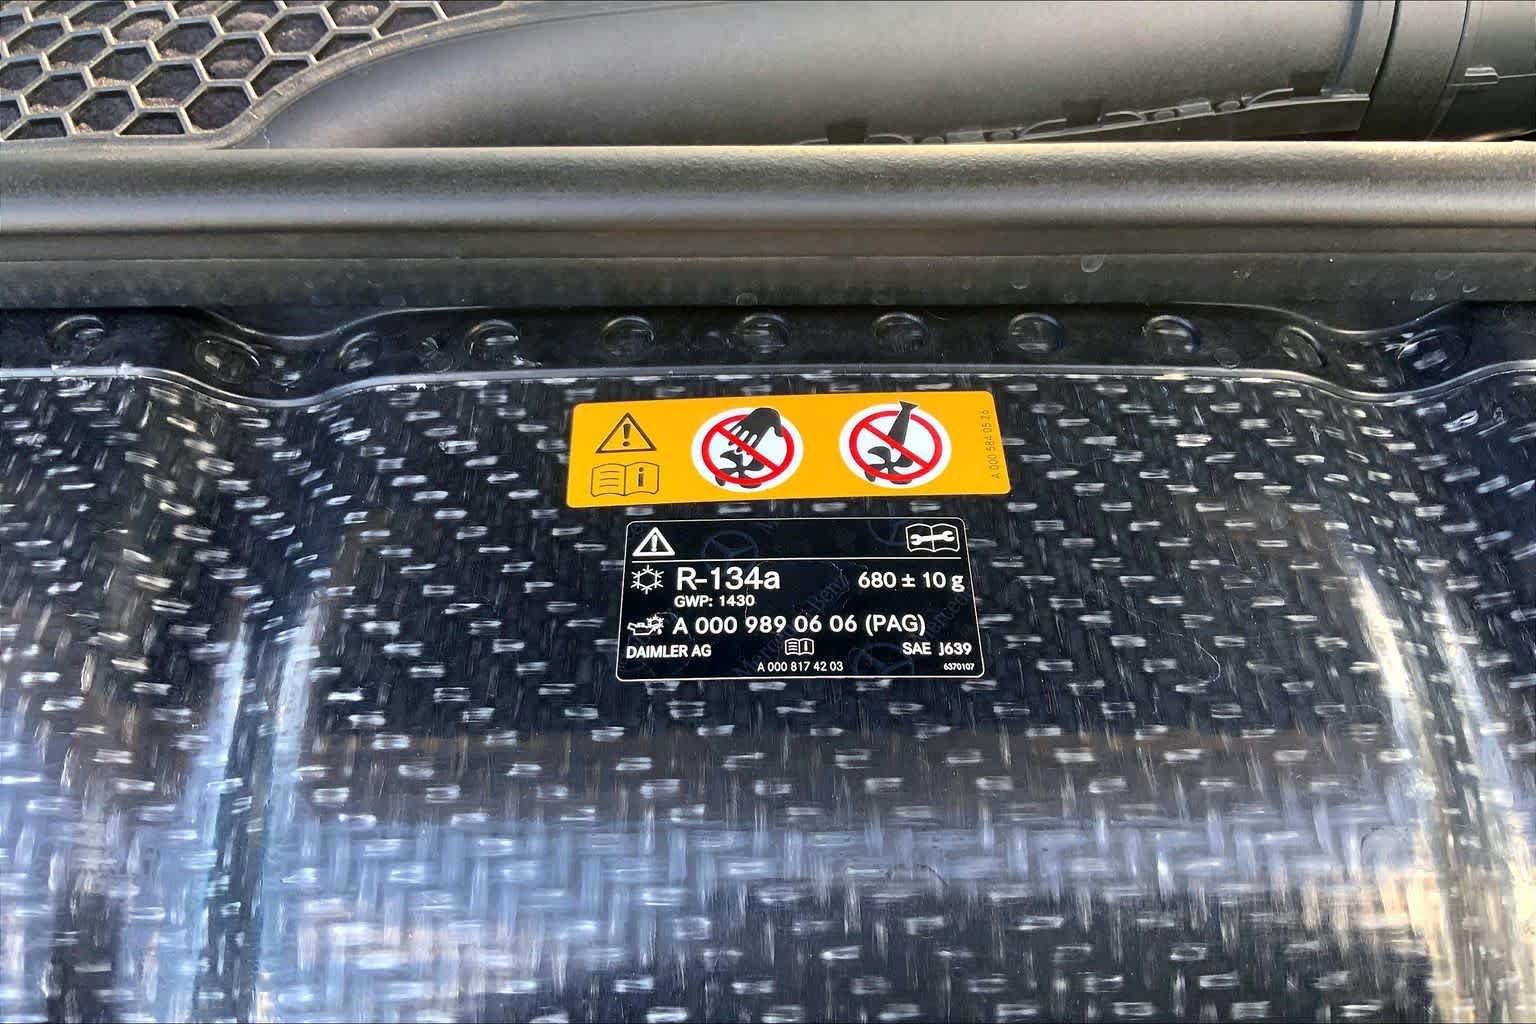 A 000 584 05 26
R-134a 680 ± 10 g
GWP: 1430
A 000 989 06 06 (PAG)
DAIMLER AG SAE J639
A 000 817 42 03 6370107